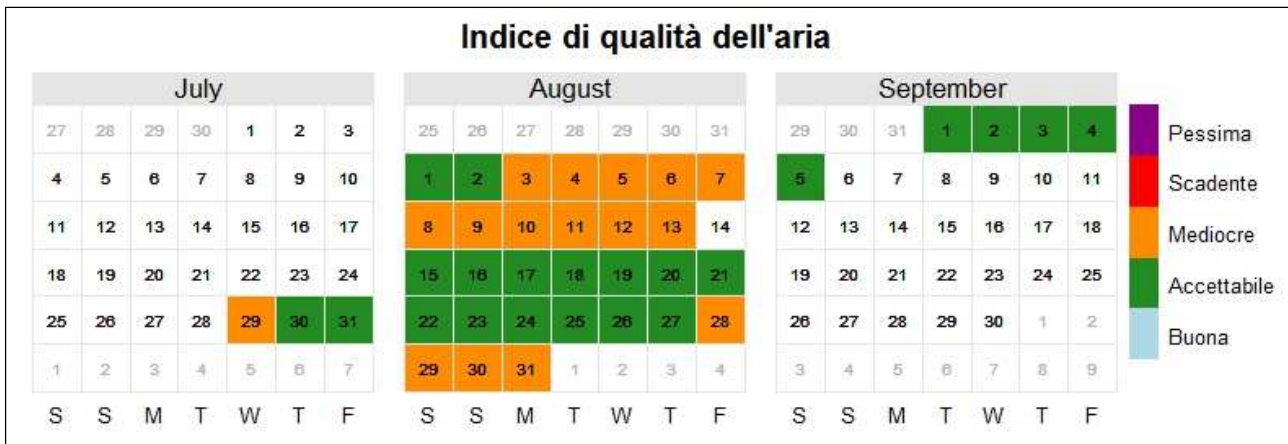 Indice di qualità dell'aria
July
27 28 29 30 1 2 3
4 5 6 7 8 9 10
11 12 13 14 15 16 17
18 19 20 21 22 23 24
25 26 27 28 29 30 31
1 2 3 4 5 6 7
S S M T W T F
August
25 26 27 28 29 30 31
1 2 3 4 5 6 7
8 9 10 11 12 13 14
15 16 17 18 19 20 21
22 23 24 25 26 27 28
29 30 31 1 2 3 4
S S M T W T F
September
29 30 31 1 2 3 4
5 6 7 8 9 10 11
12 13 14 15 16 17 18
19 20 21 22 23 24 25
26 27 28 29 30 1 2
3 4 5 6 7 8 9
S S M T W T F
Pessima
Scadente
Mediocre
Accettabile
Buona